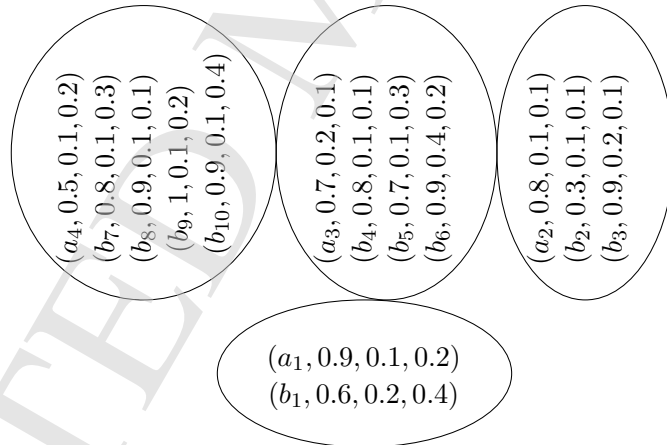 (a₄, 0.5, 0.1, 0.2)
(b₇, 0.8, 0.1, 0.3)
(b₈, 0.9, 0.1, 0.1)
(b₉, 1, 0.1, 0.2)
(b₁₀, 0.9, 0.1, 0.4)
(a₃, 0.7, 0.2, 0.1)
(b₄, 0.8, 0.1, 0.1)
(b₅, 0.7, 0.1, 0.3)
(b₆, 0.9, 0.4, 0.2)
(a₂, 0.8, 0.1, 0.1)
(b₂, 0.3, 0.1, 0.1)
(b₃, 0.9, 0.2, 0.1)
(a₁, 0.9, 0.1, 0.2)
(b₁, 0.6, 0.2, 0.4)